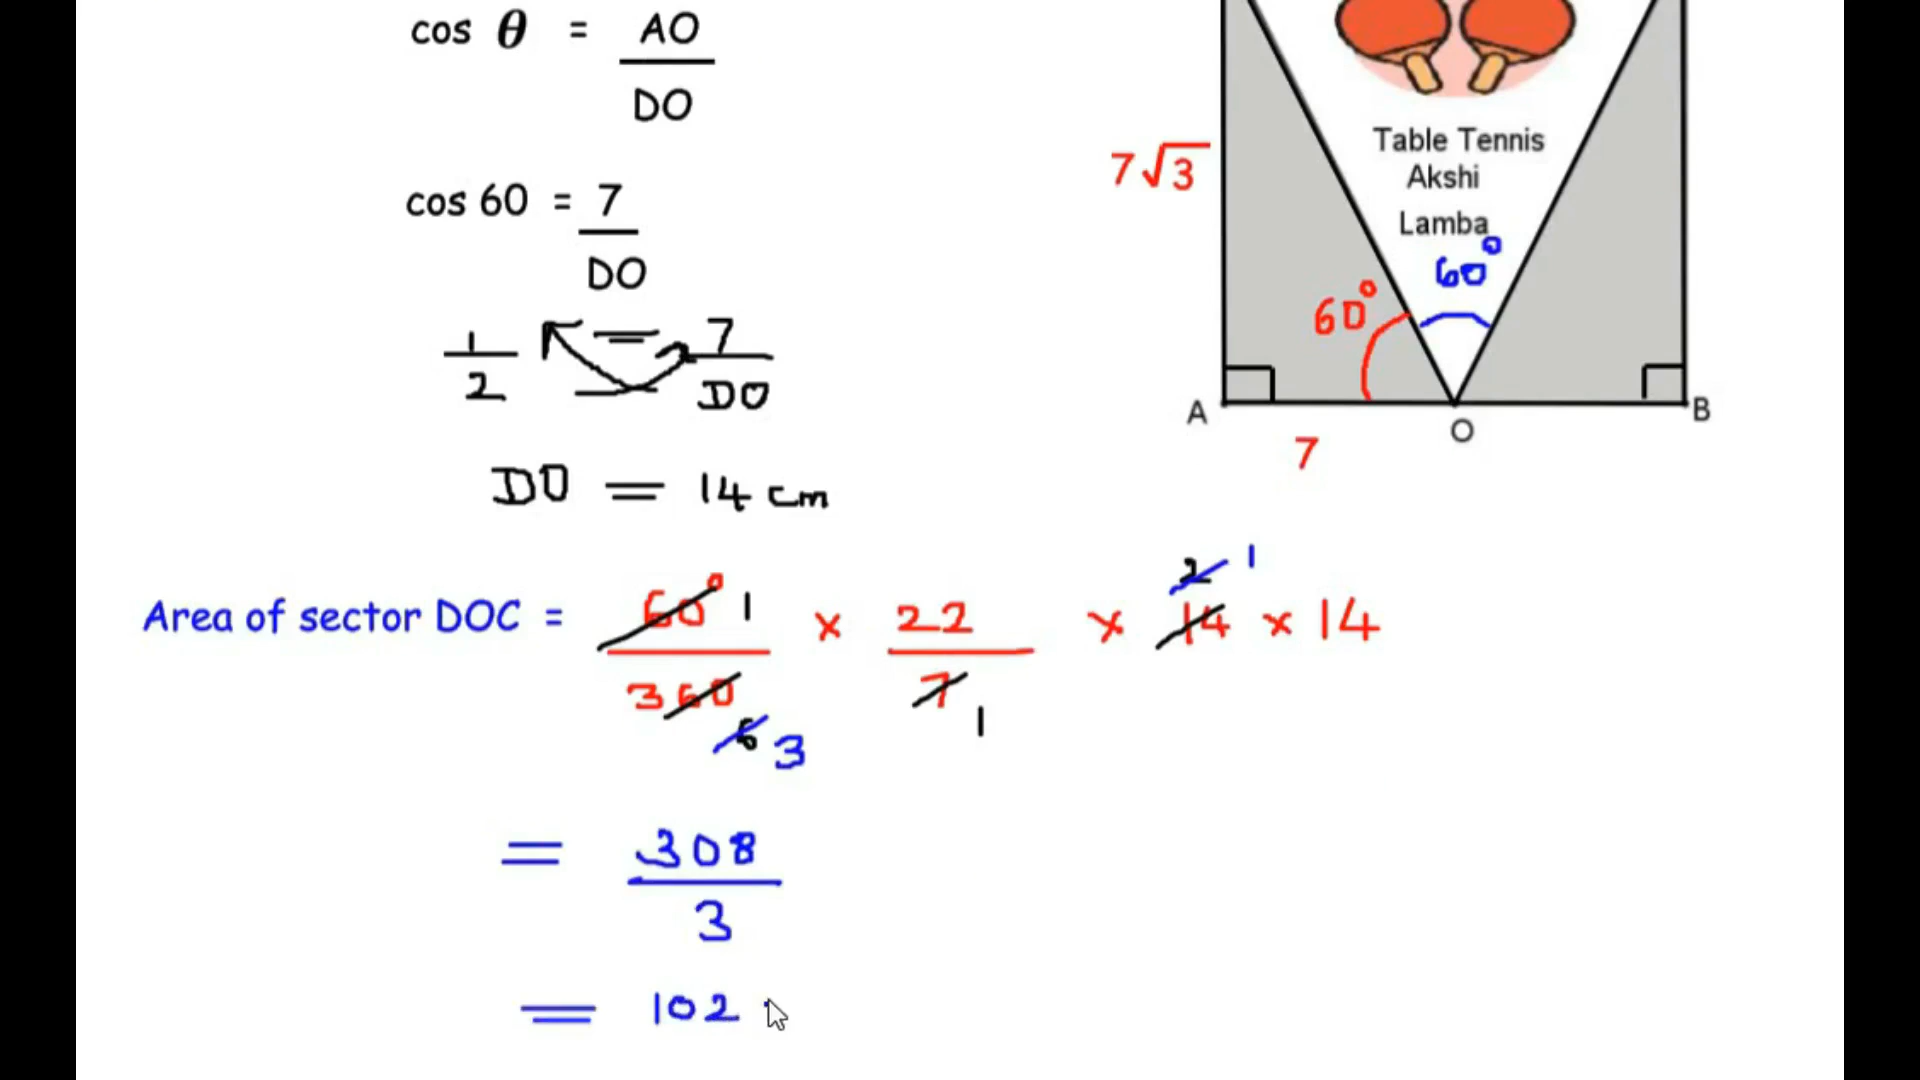 cos θ = AO
DO
cos 60 = 7
DO
1 = 7
2 DO
DO = 14 cm
Area of sector DOC = 60° 1 × 22 × 14 2 1 × 14
360 6 3 7 1
= 308
3
= 102
7√3
Table Tennis
Akshi
Lamba
60°
60°
A
O
B
7